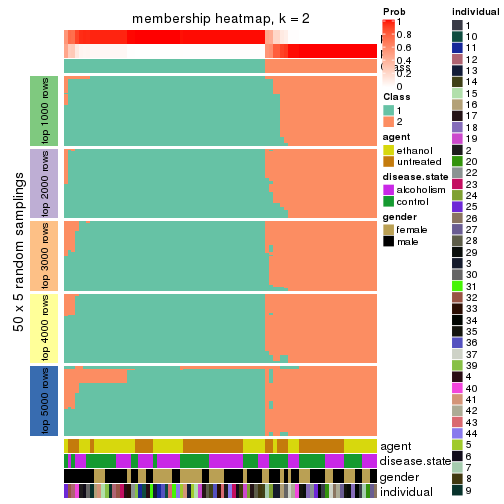 membership heatmap, k = 2
50 x 5 random samplings
top 1000 rows
top 2000 rows
top 3000 rows
top 4000 rows
top 5000 rows
Class
agent
disease.state
gender
individual
Prob
1
0.8
0.6
0.4
0.2
0
Class
1
2
agent
ethanol
untreated
disease.state
alcoholism
control
gender
female
male
individual
1
10
11
12
13
14
15
16
17
18
19
2
20
22
23
24
25
26
27
28
29
3
30
31
32
33
34
35
36
37
39
4
40
41
42
43
44
5
6
7
8
9